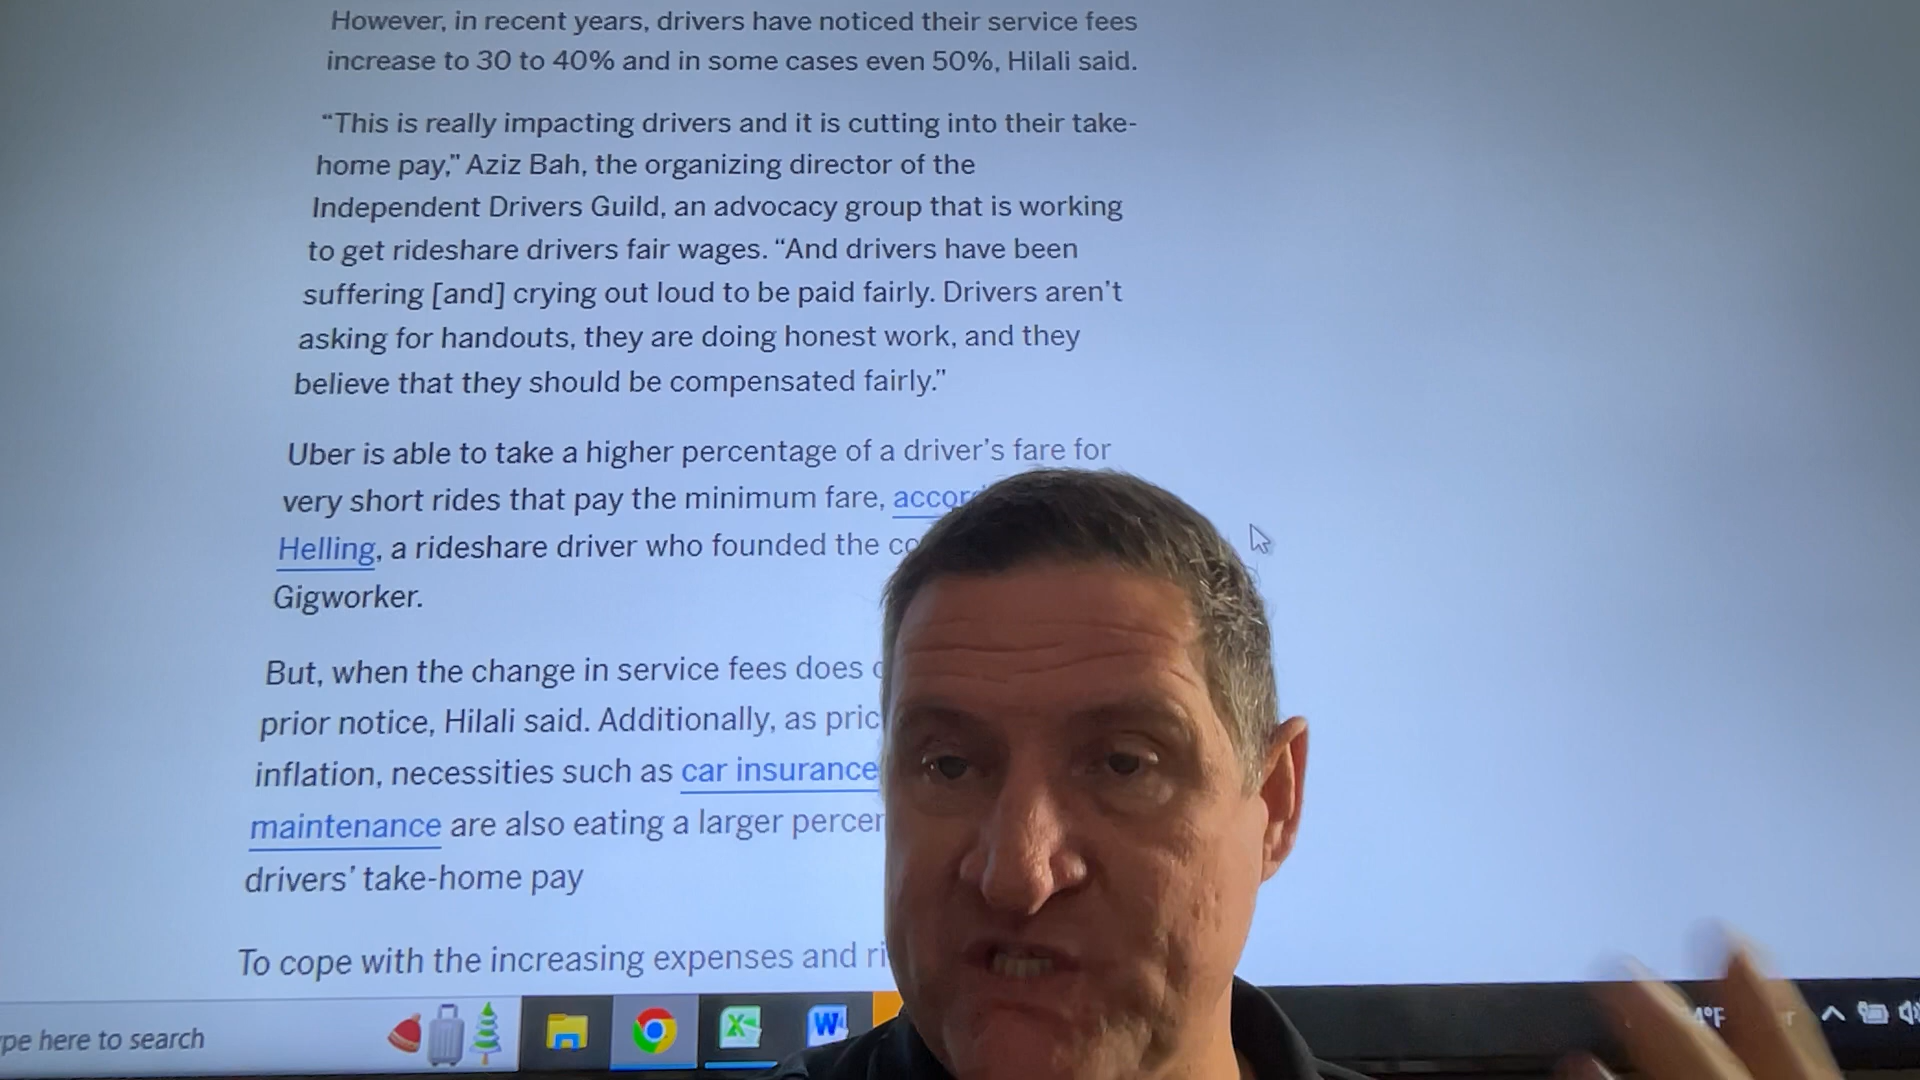 However, in recent years, drivers have noticed their service fees
increase to 30 to 40% and in some cases even 50%, Hilali said.
“This is really impacting drivers and it is cutting into their take-
home pay,” Aziz Bah, the organizing director of the
Independent Drivers Guild, an advocacy group that is working
to get rideshare drivers fair wages. “And drivers have been
suffering [and] crying out loud to be paid fairly. Drivers aren’t
asking for handouts, they are doing honest work, and they
believe that they should be compensated fairly.”
Uber is able to take a higher percentage of a driver’s fare for
very short rides that pay the minimum fare,
Helling, a rideshare driver who founded the
Gigworker.
But, when the change in service fees does
prior notice, Hilali said. Additionally, as
inflation, necessities such as car insurance
maintenance are also eating a larger
drivers’ take-home pay
To cope with the increasing expenses and
here to search